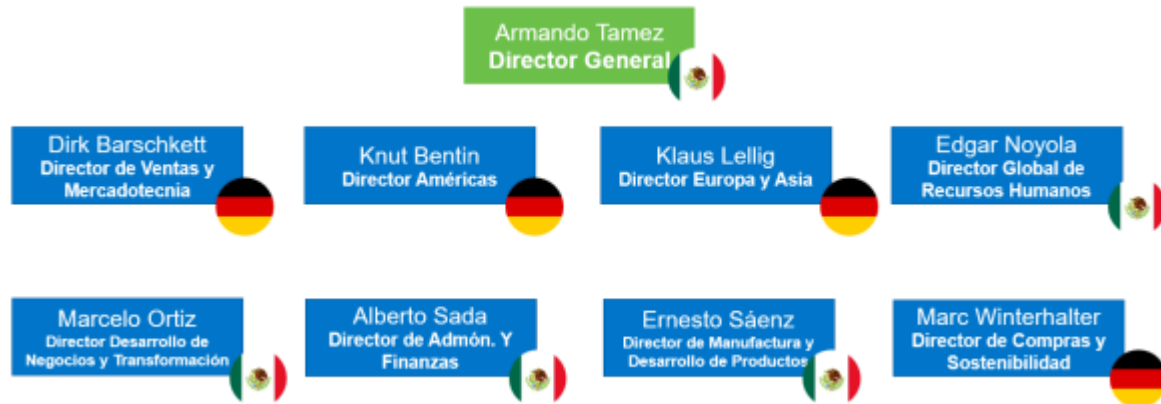 Armando Tamez
Director General
Dirk Barschkett
Director de Ventas y
Mercadotecnia
Knut Bentin
Director Américas
Klaus Lellig
Director Europa y Asia
Edgar Noyola
Director Global de
Recursos Humanos
Marcelo Ortiz
Director Desarrollo de
Negocios y Transformación
Alberto Sada
Director de Admón. Y
Finanzas
Ernesto Sáenz
Director de Manufactura y
Desarrollo de Productos
Marc Winterhalter
Director de Compras y
Sostenibilidad